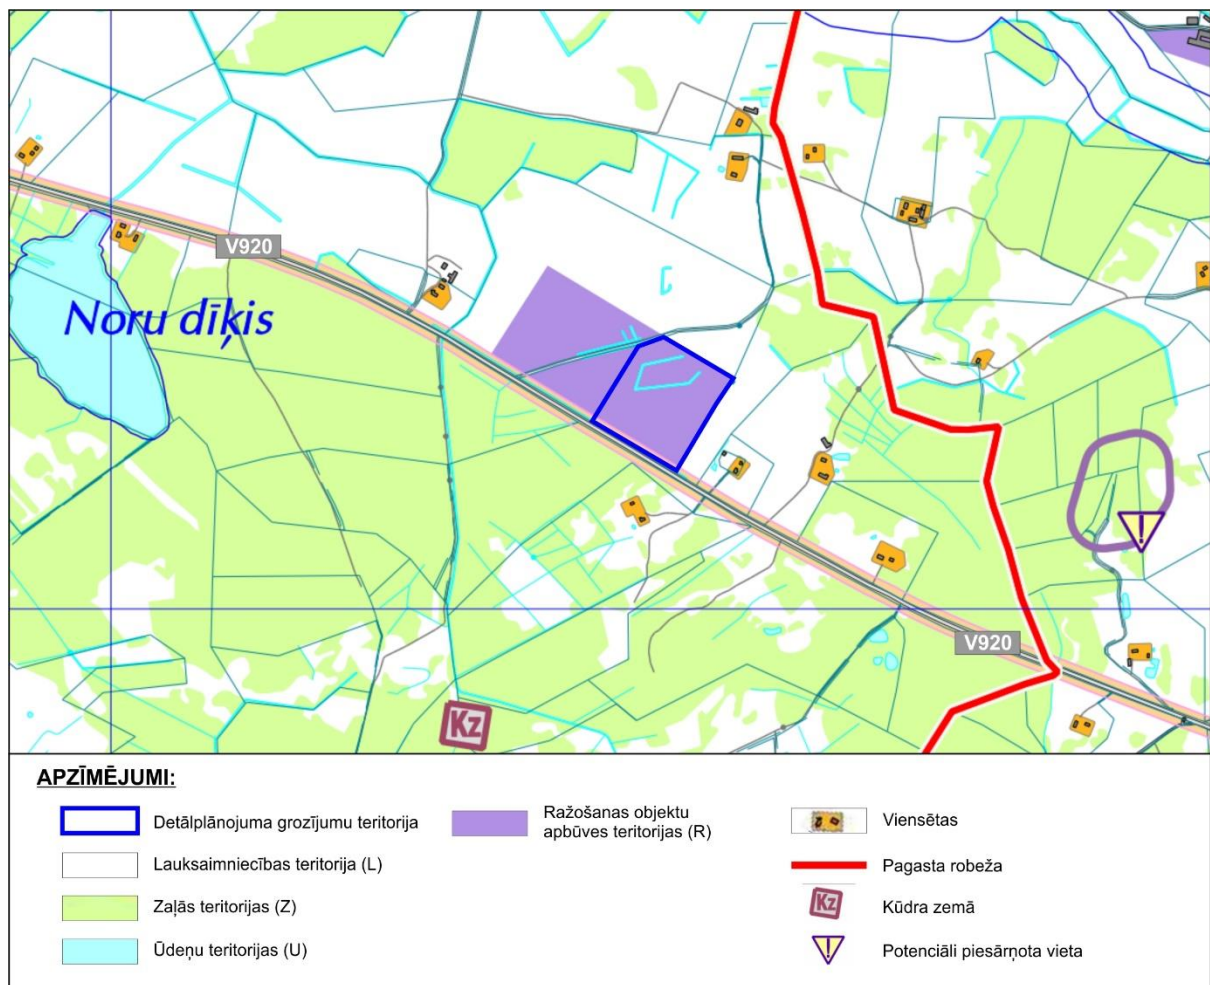 V920
Noru dīķis
V920
Kz
!
APZĪMĒJUMI:
Detālplānojuma grozījumu teritorija
Lauksaimniecības teritorija (L)
Zaļās teritorijas (Z)
Ūdeņu teritorijas (U)
Ražošanas objektu
apbūves teritorijas (R)
Viensētas
Pagasta robeža
Kz
Kūdra zemā
!
Potenciāli piesārņota vieta